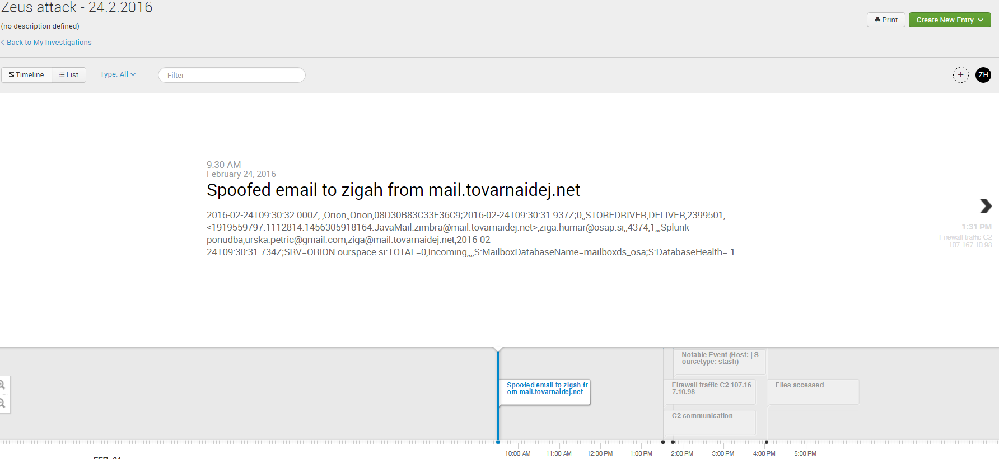 Zeus attack - 24.2.2016
(no description defined)
Print
Create New Entry
Back to My Investigations
Timeline
List
Type: All
Filter
+
ZH
9:30 AM
February 24, 2016
Spoofed email to zigah from mail.tovarnaidej.net
2016-02-24T09:30:32.000Z, ,Orion,,Orion,08D30B83C33F36C9;2016-02-24T09:30:31.937Z;0,,STOREDRIVER,DELIVER,2399501,
<1919559797.1112814.1456305918164.JavaMail.zimbra@mail.tovarnaidej.net>,ziga.humar@osap.si,,4374,1,,,Splunk
ponudba,urska.petric@gmail.com,ziga@mail.tovarnaidej.net,2016-02-
24T09:30:31.734Z;SRV=ORION.ourspace.si:TOTAL=0,Incoming,,,,S:MailboxDatabaseName=mailboxds_osa;S:DatabaseHealth=-1
1:31 PM
Firewall traffic C2
107.167.10.98
Notable Event (Host: | S
ourcetype: stash)
Spoofed email to zigah fr
om mail.tovarnaidej.net
Firewall traffic C2 107.16
7.10.98
Files accessed
C2 communication
10:00 AM
11:00 AM
12:00 PM
1:00 PM
2:00 PM
3:00 PM
4:00 PM
5:00 PM